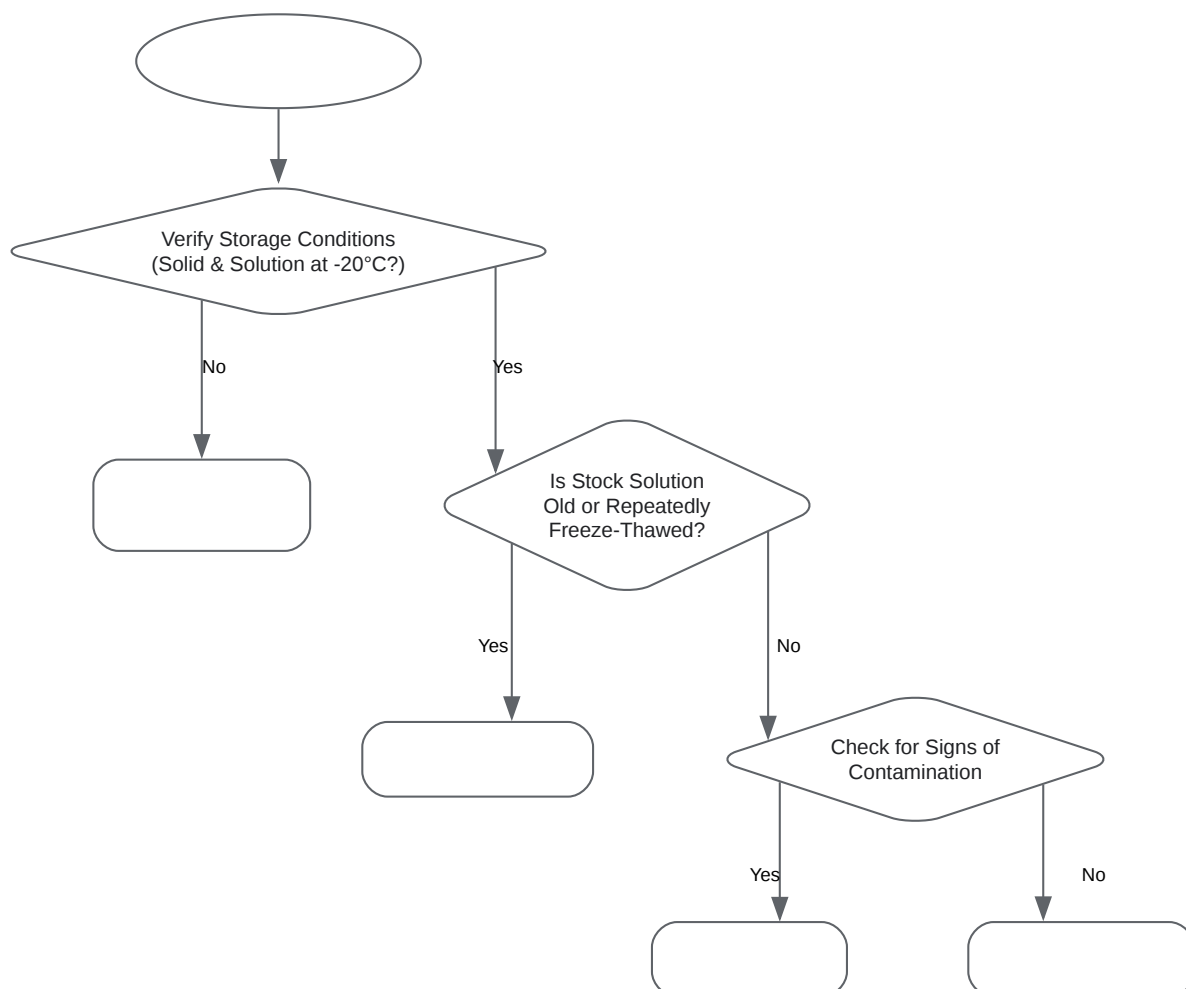 Verify Storage Conditions
(Solid & Solution at -20°C?)
No
Yes
Is Stock Solution
Old or Repeatedly
Freeze-Thawed?
Yes
No
Check for Signs of
Contamination
Yes
No